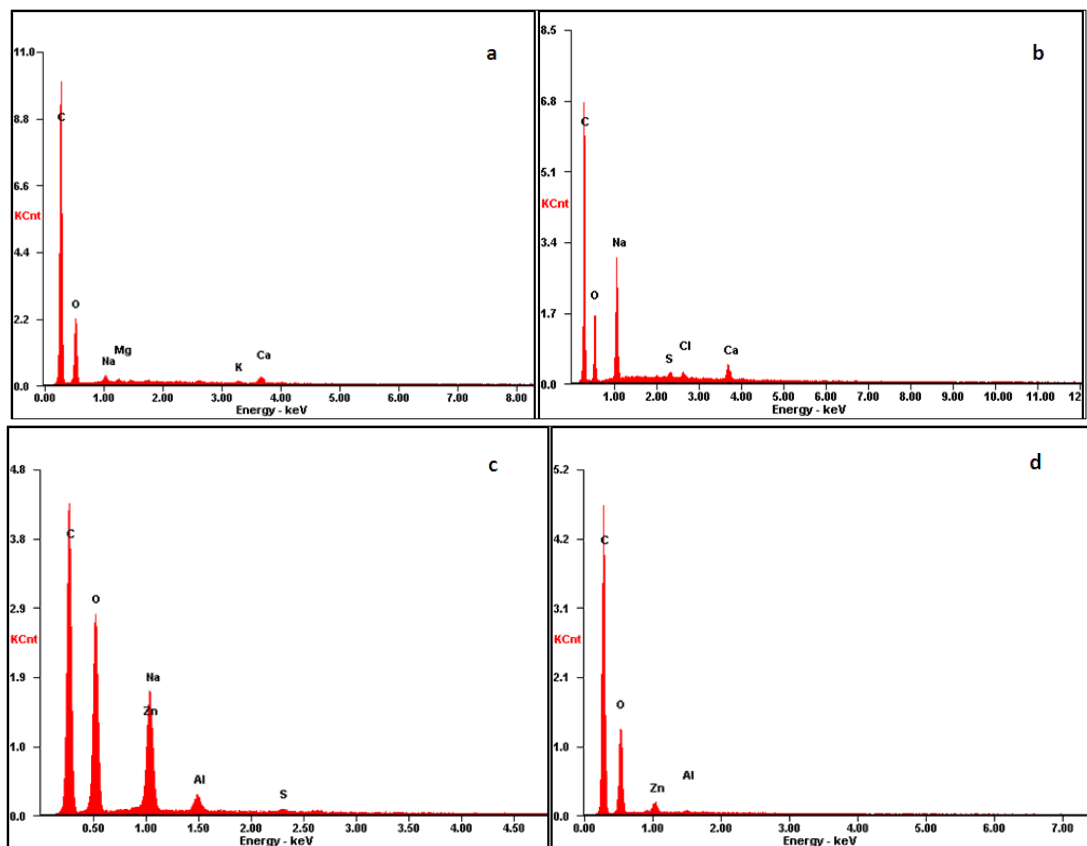 a
11.0
8.8
6.6
KCnt
4.4
2.2
0.0
C
O
Na
Mg
K
Ca
0.00 1.00 2.00 3.00 4.00 5.00 6.00 7.00 8.00
Energy - keV
b
8.5
6.8
5.1
KCnt
3.4
1.7
0.0
C
O
Na
S
Cl
Ca
1.00 2.00 3.00 4.00 5.00 6.00 7.00 8.00 9.00 10.00 11.00 12
Energy - keV
c
4.8
3.8
2.9
KCnt
1.9
1.0
0.0
C
O
Na
Zn
Al
S
0.50 1.00 1.50 2.00 2.50 3.00 3.50 4.00 4.50
Energy - keV
d
5.2
4.2
3.1
KCnt
2.1
1.0
0.0
C
O
Zn
Al
0.00 1.00 2.00 3.00 4.00 5.00 6.00 7.00
Energy - keV